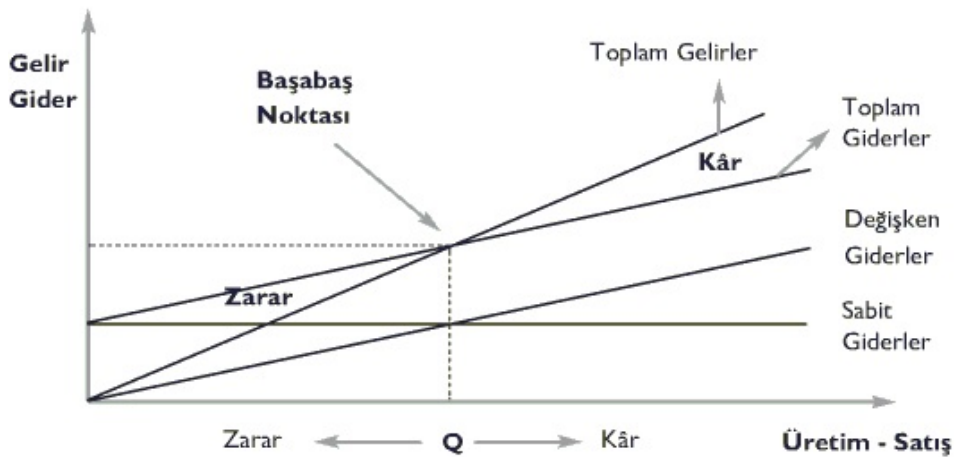 Gelir
Gider
Başabaş
Noktası
Toplam Gelirler
Toplam
Giderler
Kâr
Değişken
Giderler
Zarar
Sabit
Giderler
Zarar
Q
Kâr
Üretim - Satış